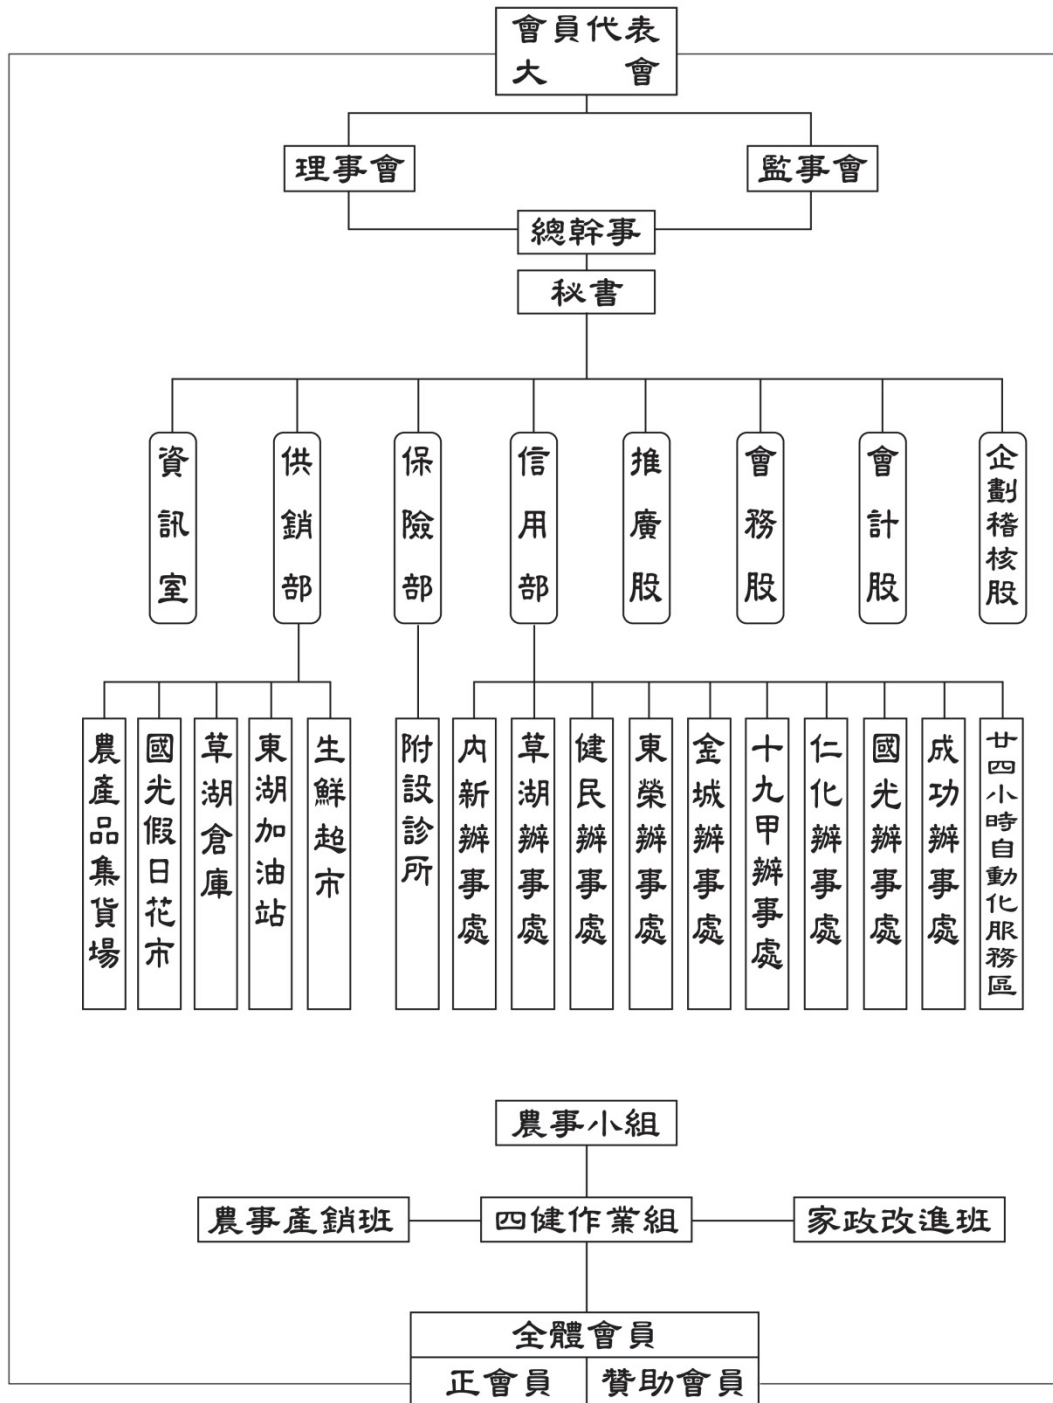 會員代表
大會
理事會
監事會
總幹事
秘書
資訊室
供銷部
保險部
信用部
推廣股
會務股
會計股
企劃稽核股
農產品集貨場
國光假日花市
草湖倉庫
東湖加油站
生鮮超市
附設診所
內新辦事處
草湖辦事處
健民辦事處
東榮辦事處
金城辦事處
十九甲辦事處
仁化辦事處
國光辦事處
成功辦事處
廿四小時自動化服務區
農事小組
農事產銷班
四健作業組
家政改進班
全體會員
正會員
贊助會員